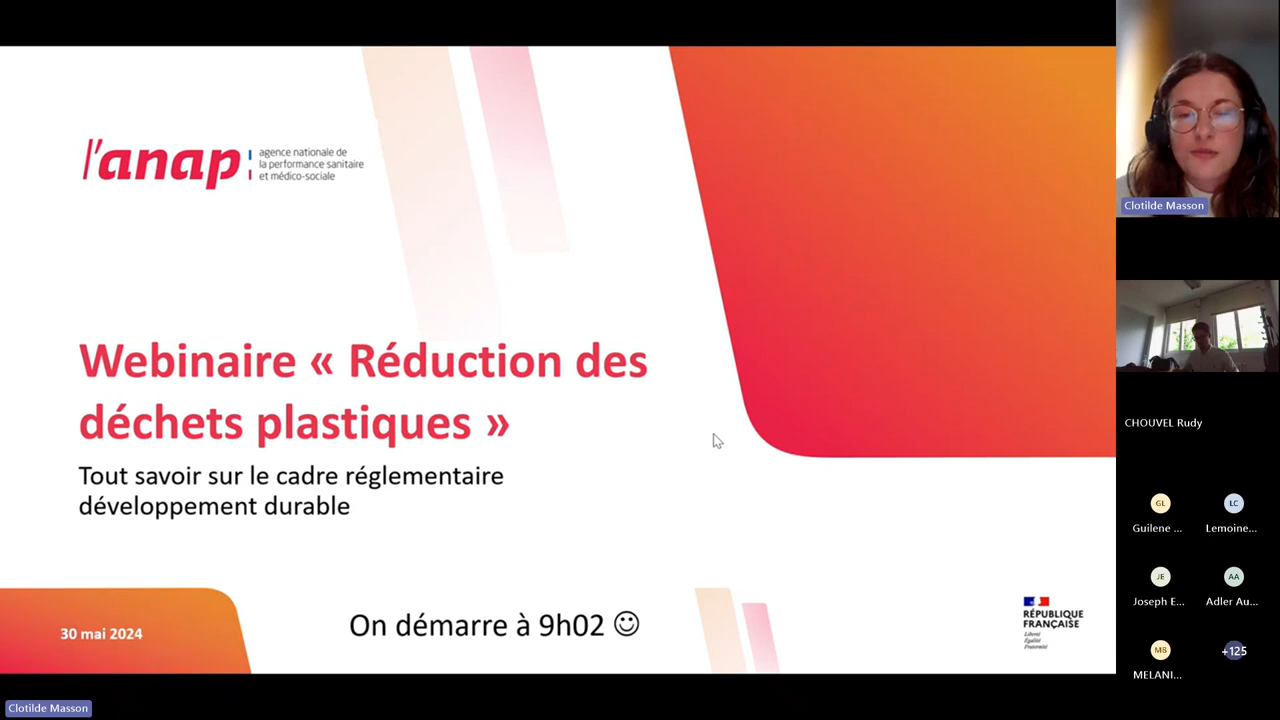 l'anap
agence nationale de
la performance sanitaire
et médico-sociale
Webinaire « Réduction des
déchets plastiques »
Tout savoir sur le cadre réglementaire
développement durable
30 mai 2024
On démarre à 9h02 ☺
RÉPUBLIQUE
FRANÇAISE
Liberté
Égalité
Fraternité
Clotilde Masson
CHOUVEL Rudy
GL
LC
Guilene ...
Lemoine...
JE
AA
Joseph E...
Adler Au...
MB
+125
MELANI...
Clotilde Masson